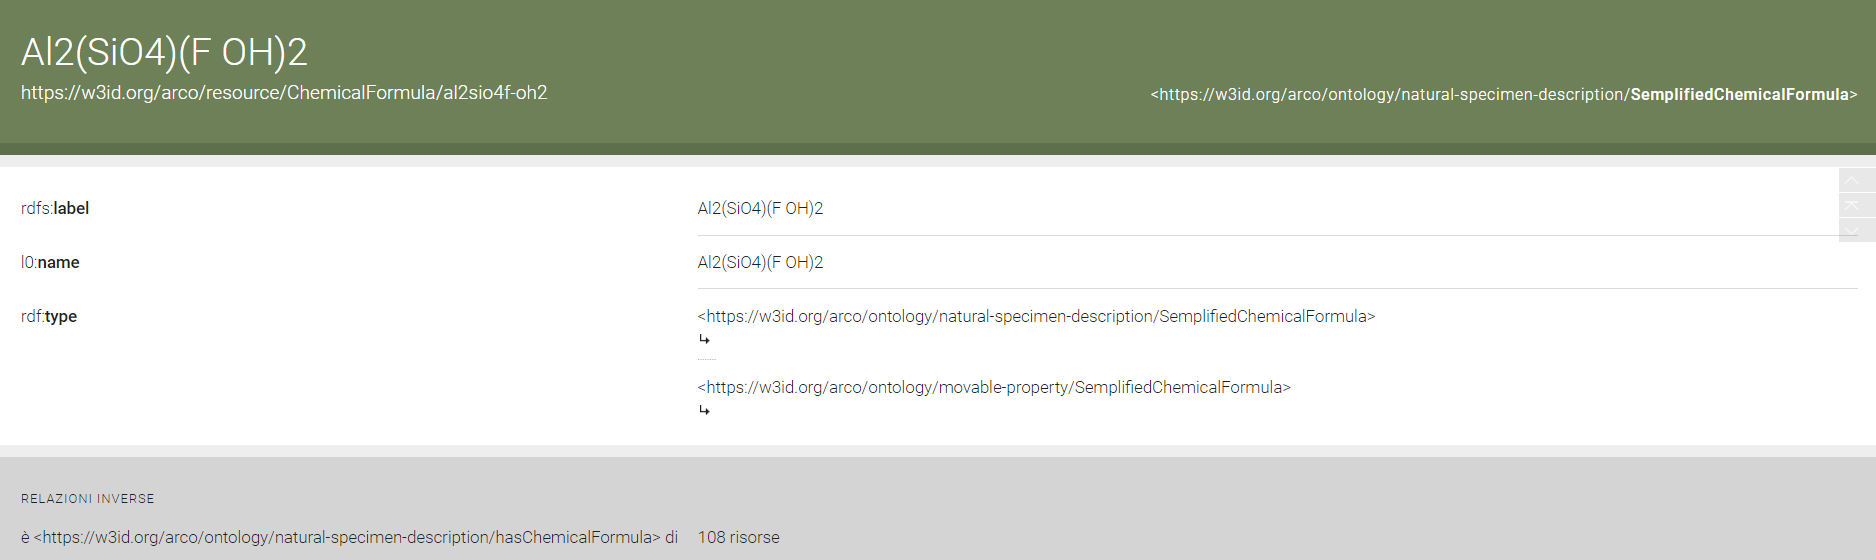 Al2(SiO4)(F OH)2
https://w3id.org/arco/resource/ChemicalFormula/al2sio4f-oh2
<https://w3id.org/arco/ontology/natural-specimen-description/SemplifiedChemicalFormula>
rdfs:label
Al2(SiO4)(F OH)2
l0:name
Al2(SiO4)(F OH)2
rdf:type
<https://w3id.org/arco/ontology/natural-specimen-description/SemplifiedChemicalFormula>
<https://w3id.org/arco/ontology/movable-property/SemplifiedChemicalFormula>
RELAZIONI INVERSE
è <https://w3id.org/arco/ontology/natural-specimen-description/hasChemicalFormula> di
108 risorse